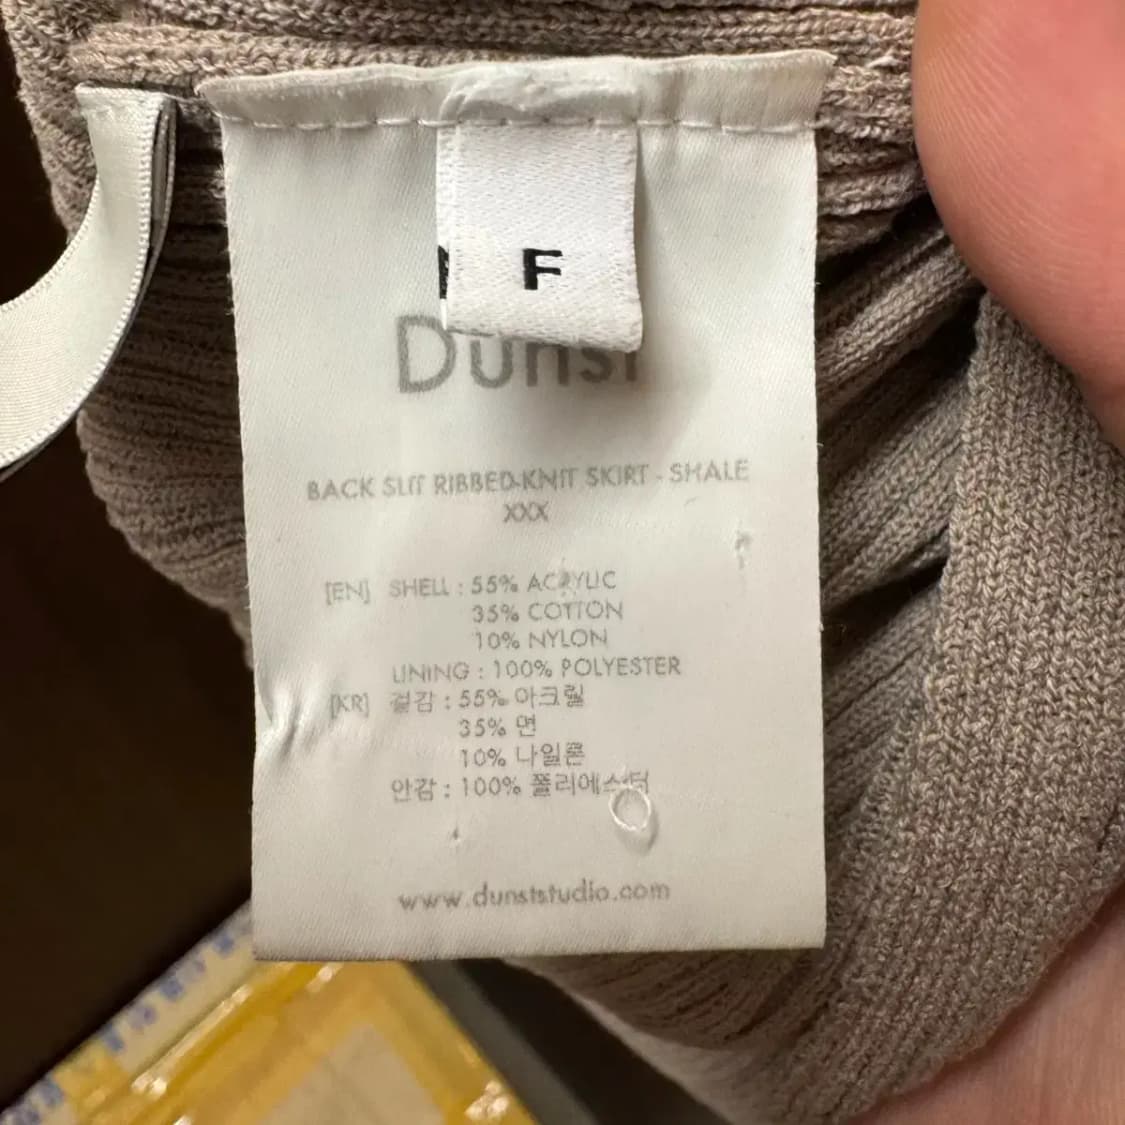 F
Dunst
BACK SLIT RIBBED-KNIT SKIRT - SHALE
XXX
[EN] SHELL : 55% ACRYLIC
35% COTTON
10% NYLON
LINING : 100% POLYESTER
[KR] 겉감 : 55% 아크릴
35% 면
10% 나일론
안감 : 100% 폴리에스터
www.dunststudio.com